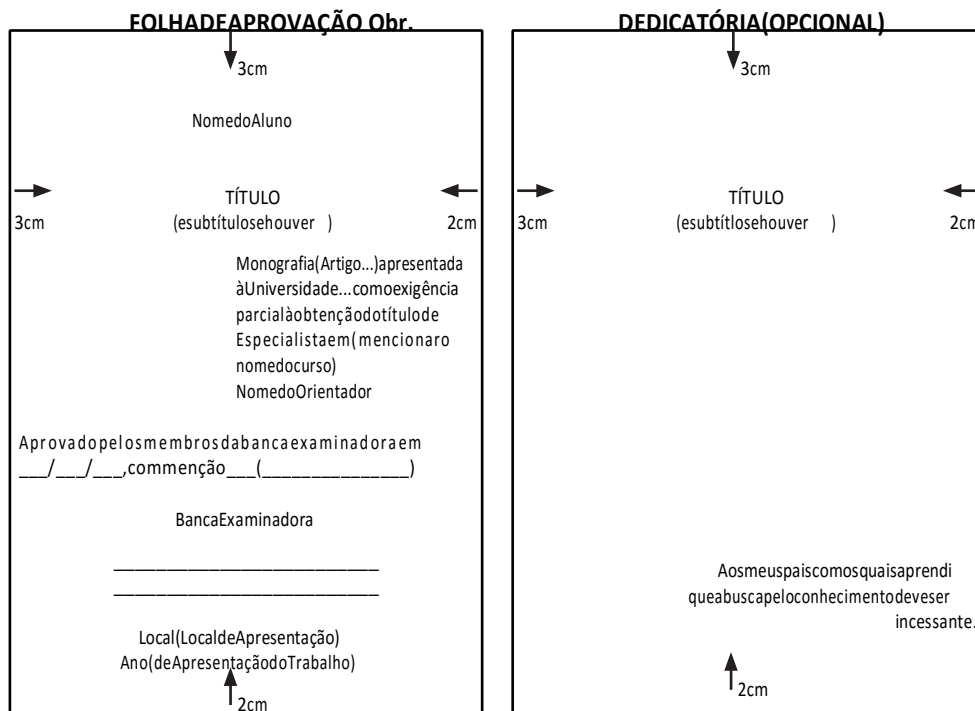 FOLHADEAPROVAÇÃO Obr.
3cm
NomedoAluno
TÍTULO
3cm
(esubtítulosehouver )
2cm
Monografia(Artigo...)apresentada
àUniversidade...comoexigência
parcialàobtençãodotítulode
Especialistaem(mencionaro
nomedocurso)
NomedoOrientador
Aprovadopelosmembrosdabancaexaminadoraem
___/___/___,commenção___(_______________)
BancaExaminadora
___________________________
___________________________
Local(LocaldeApresentação)
Ano(deApresentaçãodoTrabalho)
2cm
DEDICATÓRIA(OPCIONAL)
3cm
TÍTULO
3cm
(esubtítlosehouver )
2cm
Aosmeuspaiscomosquaisaprendi
queabuscapeloconhecimentodeveser
incessante.
2cm